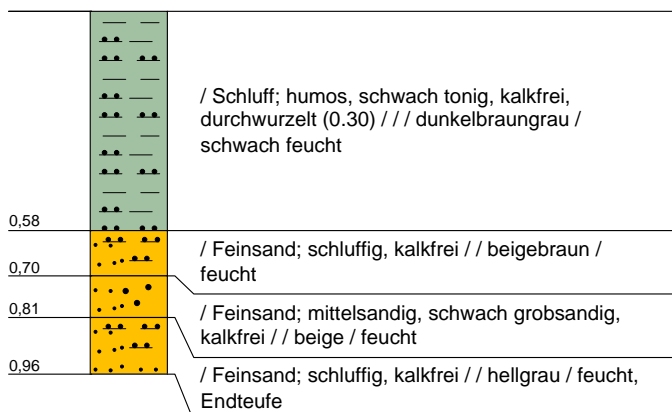 / Schluff; humos, schwach tonig, kalkfrei,
durchwurzelt (0.30) / / / dunkelbraungrau /
schwach feucht
0,58
/ Feinsand; schluffig, kalkfrei / / beigebraun /
feucht
0,70
/ Feinsand; mittelsandig, schwach grobsandig,
kalkfrei / / beige / feucht
0,81
/ Feinsand; schluffig, kalkfrei / / hellgrau / feucht,
Endteufe
0,96